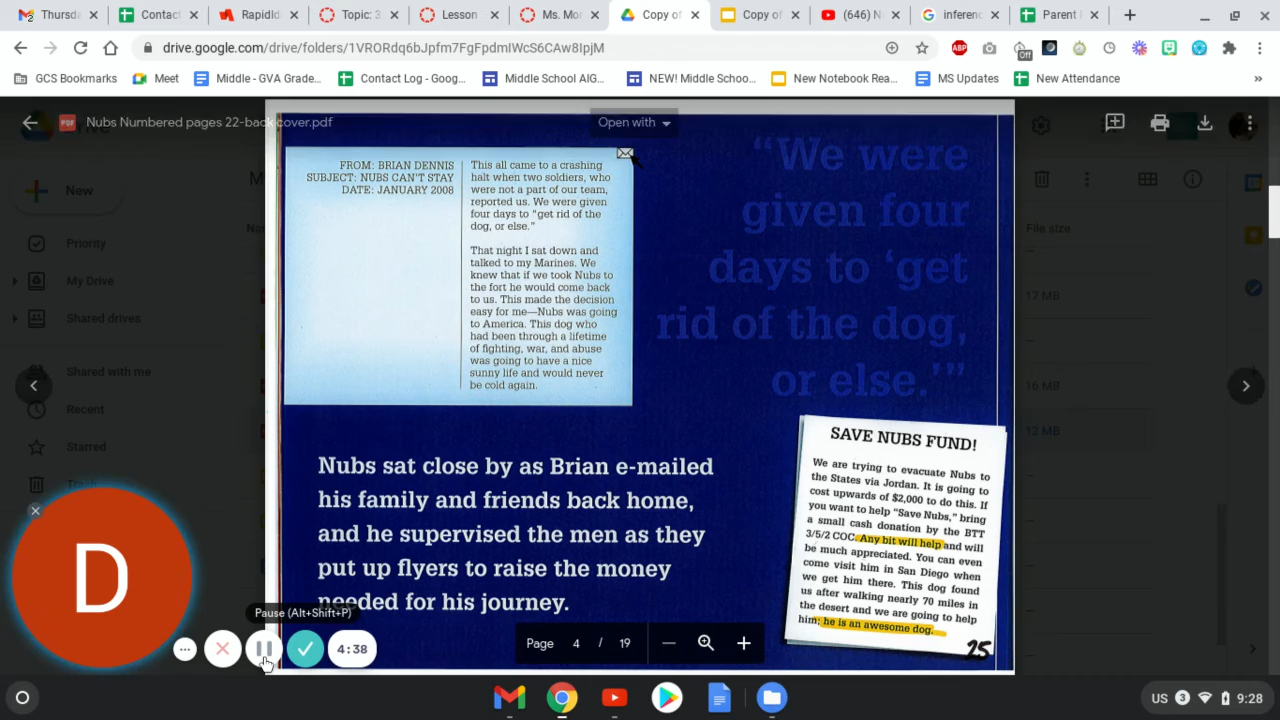 Thursda
Contact
RapidId
Topic: 3
Lesson
Ms. Mor
Copy of
Copy of
(646) N
inferenc
Parent
drive.google.com/drive/folders/1VRORdq6bJpIm7FgFpdmIWcS6CAw8IpjM
ABP
Off
GCS Bookmarks
Meet
Middle - GVA Grade...
Contact Log - Goog...
Middle School AIG...
NEW! Middle Schoo...
New Notebook Rea...
MS Updates
New Attendance
»
PDF
Nubs Numbered pages 22-back cover.pdf
Open with
New
Priority
My Drive
Shared drives
Shared with me
Recent
Starred
File size
17 MB
16 MB
12 MB
FROM: BRIAN DENNIS
SUBJECT: NUBS CAN'T STAY
DATE: JANUARY 2008
This all came to a crashing
halt when two soldiers, who
were not a part of our team,
reported us. We were given
four days to "get rid of the
dog, or else."
That night I sat down and
talked to my Marines. We
knew that if we took Nubs to
the fort he would come back
to us. This made the decision
easy for me—Nubs was going
to America. This dog who
had been through a lifetime
of fighting, war, and abuse
was going to have a nice
sunny life and would never
be cold again.
"We were
given four
days to 'get
rid of the dog,
or else.'"
Nubs sat close by as Brian e-mailed
his family and friends back home,
and he supervised the men as they
put up flyers to raise the money
needed for his journey.
SAVE NUBS FUND!
We are trying to evacuate Nubs to
the States via Jordan. It is going to
cost upwards of $2,000 to do this. If
you want to help "Save Nubs," bring
a small cash donation by the BTT
3/5/2 COC. Any bit will help and will
be much appreciated. You can even
come visit him in San Diego when
we get him there. This dog found
us after walking nearly 70 miles in
the desert and we are going to help
him; he is an awesome dog.
25
D
Pause (Alt+Shift+P)
4:38
Page 4 / 19
US 3 9:28